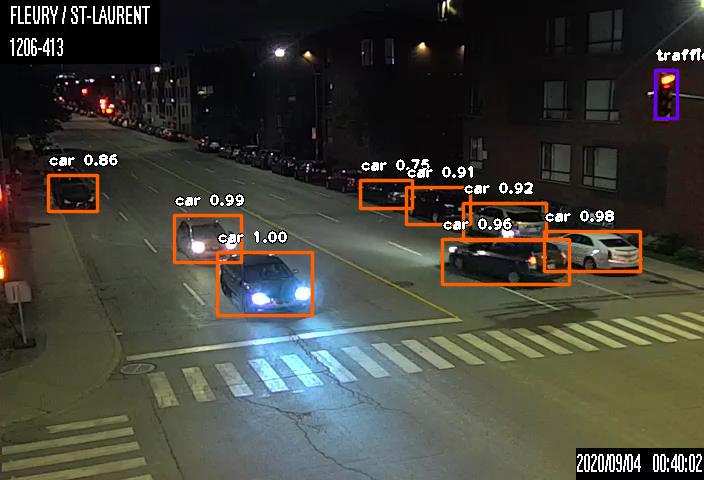 FLEURY / ST-LAURENT
1206-413
traffic
car 0.86
car 0.75
car 0.91
car 0.92
car 0.99
car 0.98
car 0.96
car 1.00
2020/09/04 00:40:02